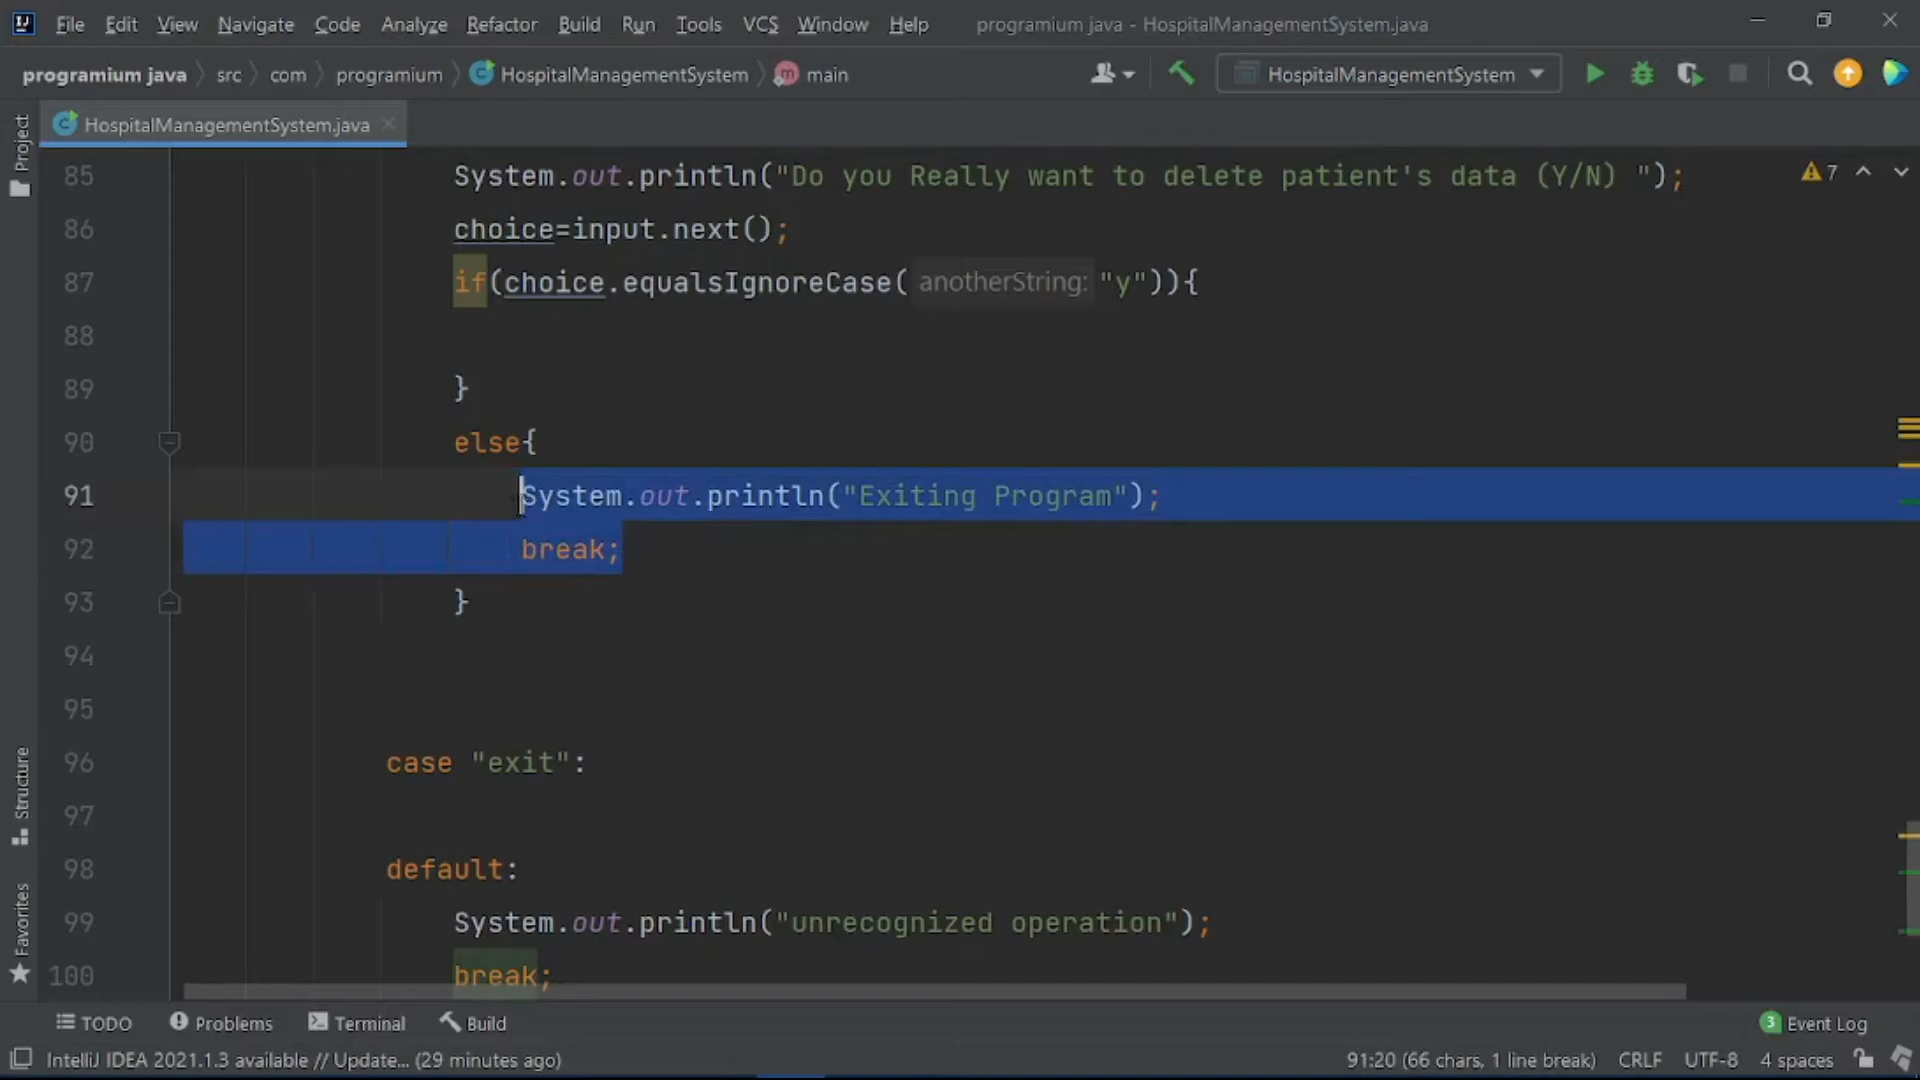 File Edit View Navigate Code Analyze Refactor Build Run Tools VCS Window Help programium java - HospitalManagementSystem.java
programium java src com programium HospitalManagementSystem main HospitalManagementSystem
Project
HospitalManagementSystem.java
85 System.out.println("Do you Really want to delete patient's data (Y/N) "); 7
86 choice=input.next();
87 if(choice.equalsIgnoreCase( anotherString: "y")){
88
89 }
90 else{
91 System.out.println("Exiting Program");
92 break;
93 }
94
95
96 case "exit":
97
98 default:
99 System.out.println("unrecognized operation");
100 break;
Structure
Favorites
TODO Problems Terminal Build 3 Event Log
IntelliJ IDEA 2021.1.3 available // Update... (29 minutes ago) 91:20 (66 chars, 1 line break) CRLF UTF-8 4 spaces